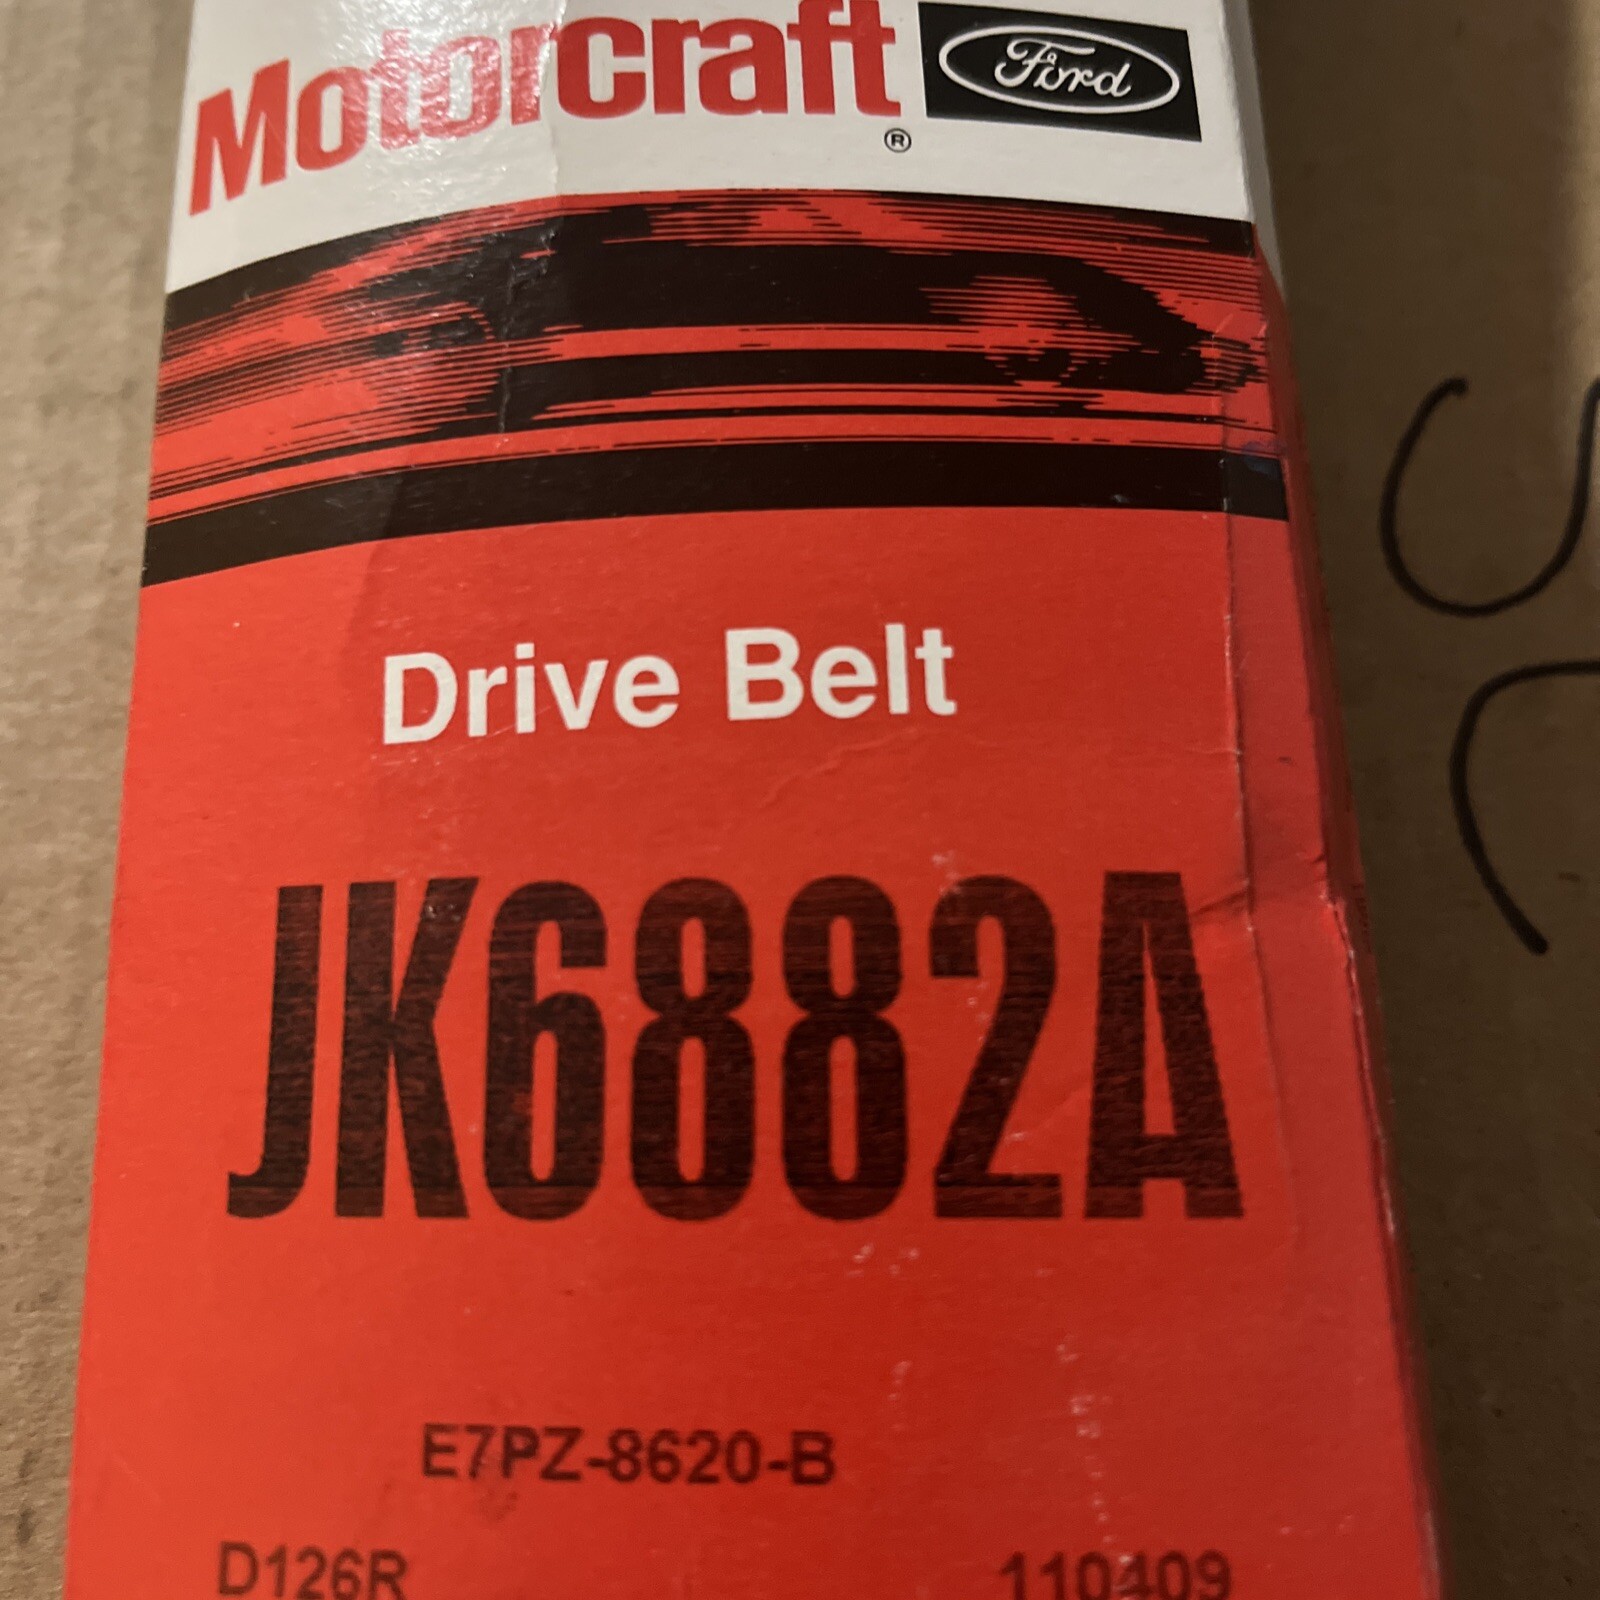 Motorcraft Ford
®
Drive Belt
JK6882A
E7PZ-8620-B
D126R 110409